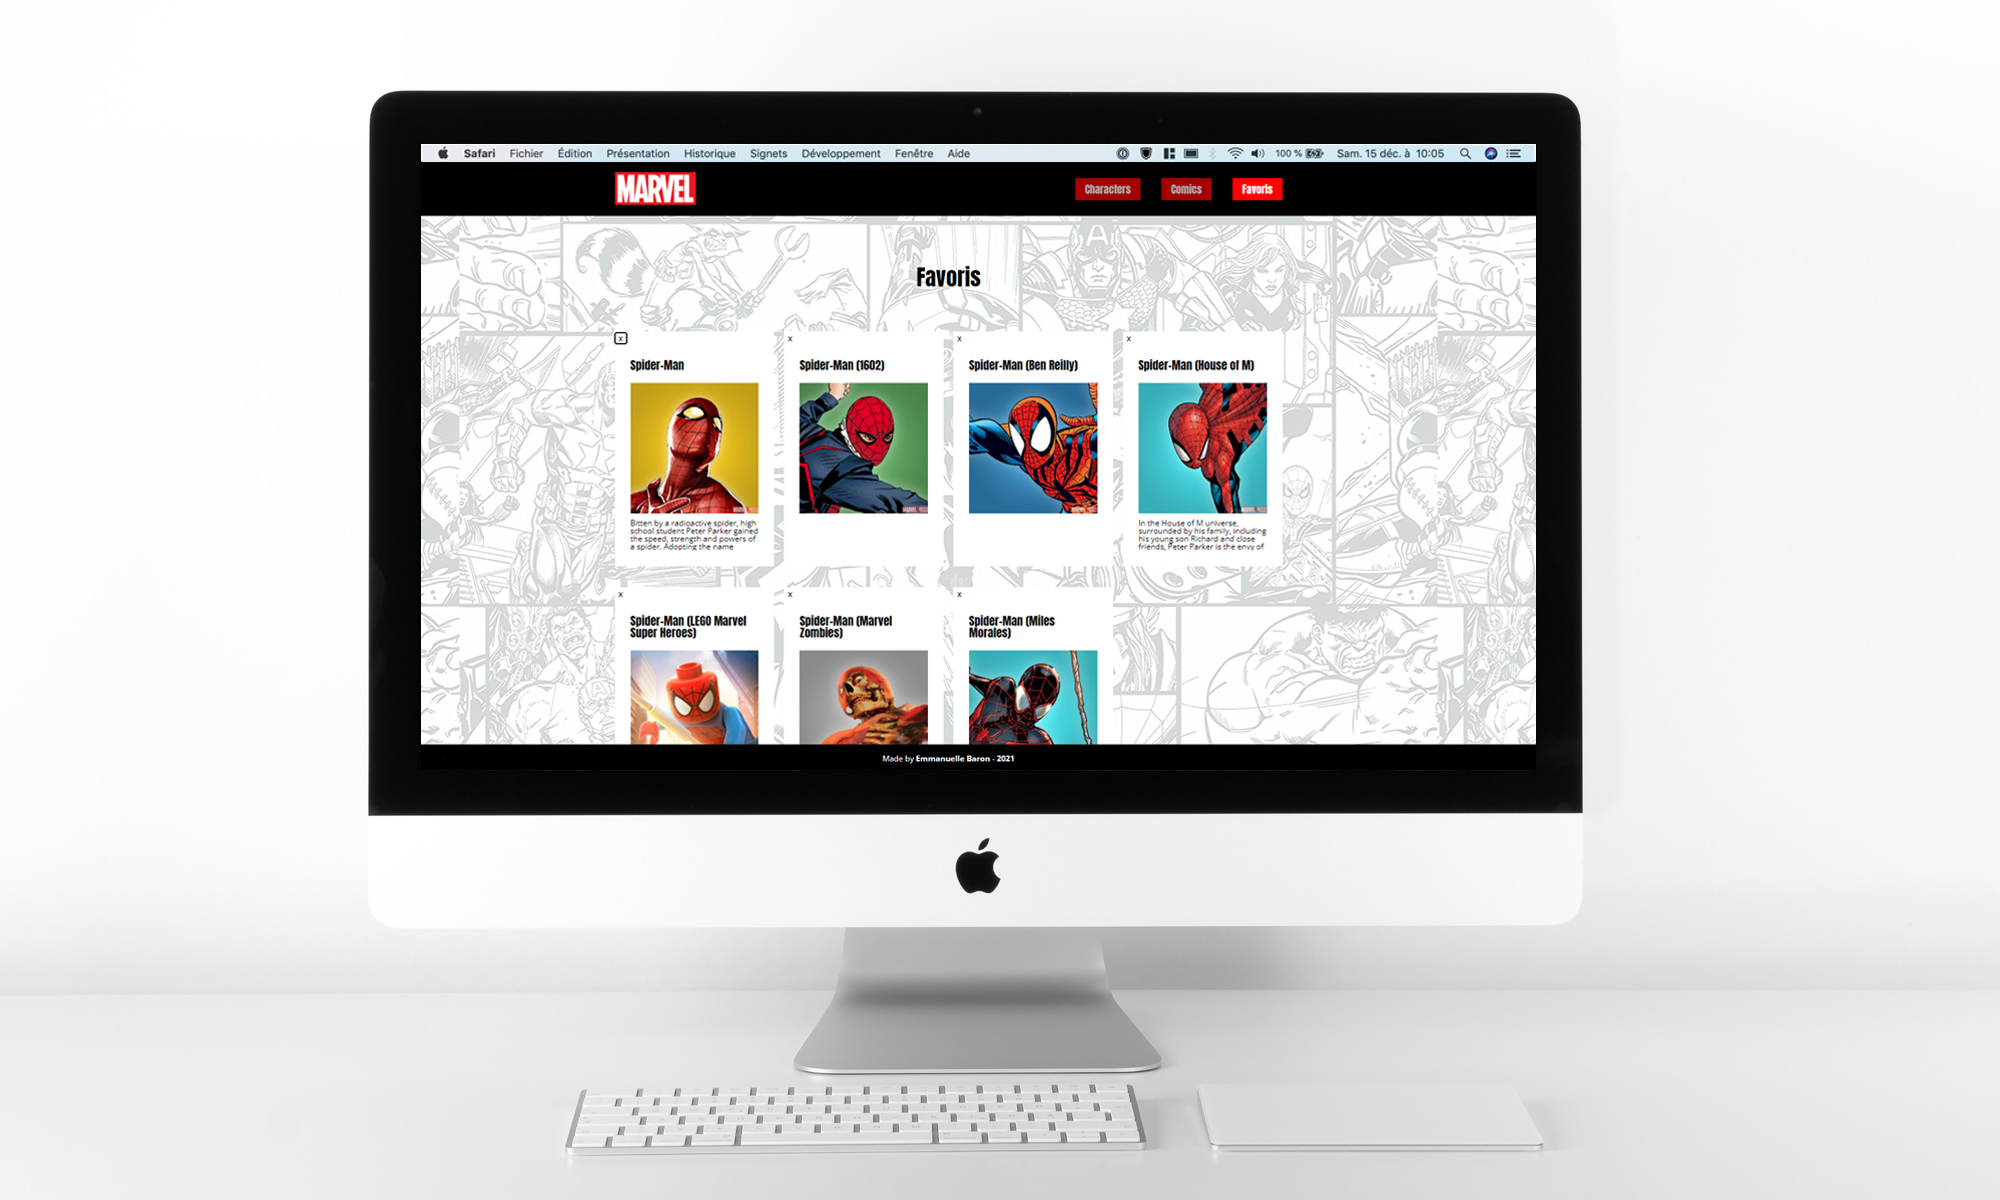 Safari Fichier Édition Présentation Historique Signets Développement Fenêtre Aide 100 % Sam. 15 déc. à 10:05
MARVEL Characters Comics Favoris
Favoris
x x x x
Spider-Man
Spider-Man (1602)
Spider-Man (Ben Reilly)
Spider-Man (House of M)
Bitten by a radioactive spider, high
school student Peter Parker gained
the speed, strength and powers of
a spider. Adopting the name
In the House of M universe,
surrounded by his family, including
his young son Richard and close
friends, Peter Parker is the envy of
x x x
Spider-Man (LEGO Marvel
Super Heroes)
Spider-Man (Marvel
Zombies)
Spider-Man (Miles
Morales)
Made by Emmanuelle Baron - 2021